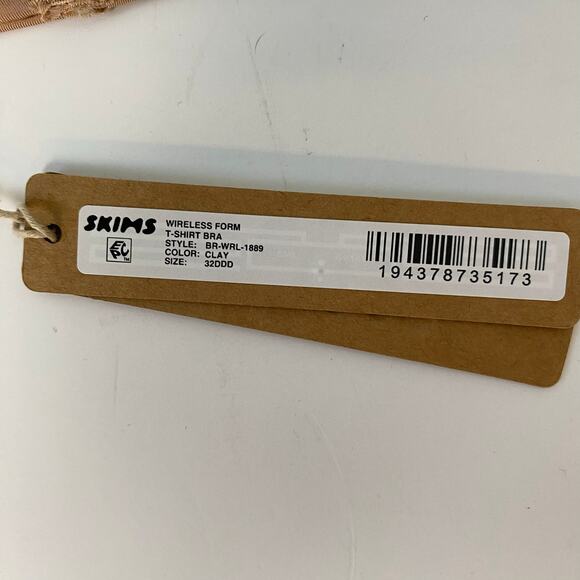 SKIMS
WIRELESS FORM
T-SHIRT BRA
STYLE: BR-WRL-1889
COLOR: CLAY
SIZE: 32DDD
194378735173